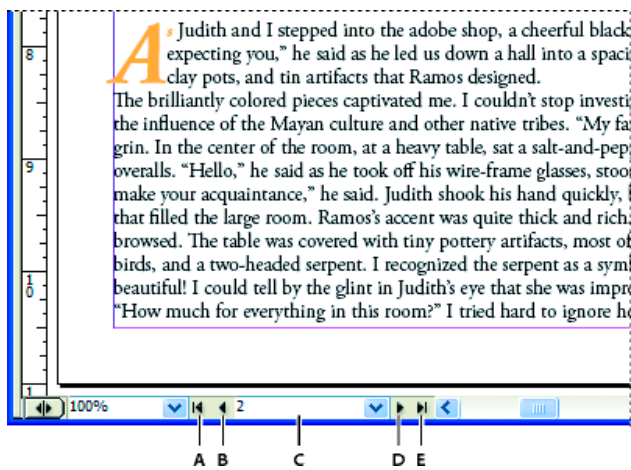 As Judith and I stepped into the adobe shop, a cheerful black
8 expecting you,” he said as he led us down a hall into a spaci
clay pots, and tin artifacts that Ramos designed.
The brilliantly colored pieces captivated me. I couldn’t stop investi
the influence of the Mayan culture and other native tribes. “My fa
9 grin. In the center of the room, at a heavy table, sat a salt-and-pep
overalls. “Hello,” he said as he took off his wire-frame glasses, stoo
make your acquaintance,” he said. Judith shook his hand quickly,
that filled the large room. Ramos’s accent was quite thick and rich.
browsed. The table was covered with tiny pottery artifacts, most of
10 birds, and a two-headed serpent. I recognized the serpent as a sym
beautiful! I could tell by the glint in Judith’s eye that she was impre
“How much for everything in this room?” I tried hard to ignore he
1
100% 2
A B C D E